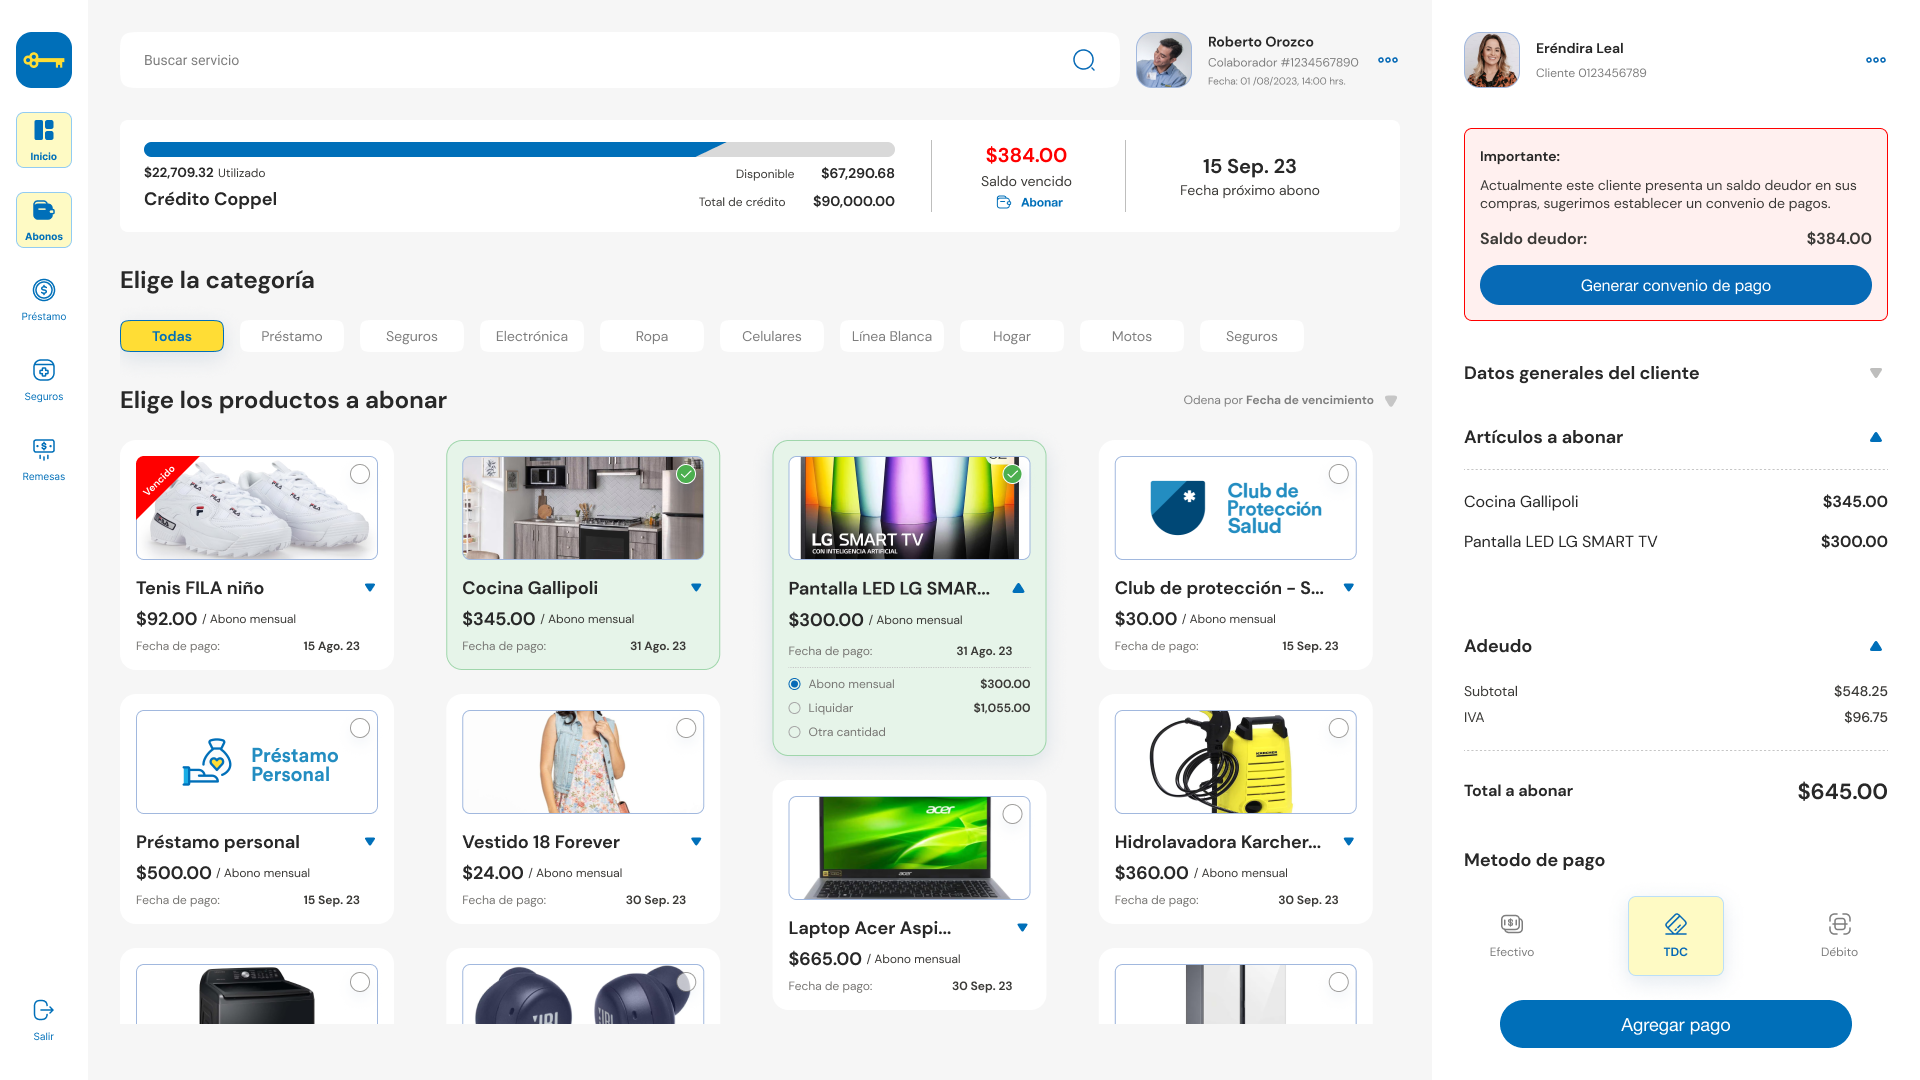 Inicio
Abonos
Préstamo
Seguros
Remesas
Salir
Buscar servicio
Roberto Orozco
Colaborador #1234567890
Fecha: 01 /08/2023, 14:00 hrs.
$22,709.32 Utilizado
Crédito Coppel
Disponible $67,290.68
Total de crédito $90,000.00
$384.00
Saldo vencido
Abonar
15 Sep. 23
Fecha próximo abono
Elige la categoría
Todas
Préstamo
Seguros
Electrónica
Ropa
Celulares
Línea Blanca
Hogar
Motos
Seguros
Elige los productos a abonar
Odena por Fecha de vencimiento
Vencido
FILA
FILA
FILA
FILA
Tenis FILA niño
$92.00 / Abono mensual
Fecha de pago: 15 Ago. 23
Cocina Gallipoli
$345.00 / Abono mensual
Fecha de pago: 31 Ago. 23
LG SMART TV
CON INTELIGENCIA ARTIFICIAL
Pantalla LED LG SMAR...
$300.00 / Abono mensual
Fecha de pago: 31 Ago. 23
Abono mensual $300.00
Liquidar $1,055.00
Otra cantidad
Club de
Protección
Salud
Club de protección - S...
$30.00 / Abono mensual
Fecha de pago: 15 Sep. 23
Préstamo
Personal
Préstamo personal
$500.00 / Abono mensual
Fecha de pago: 15 Sep. 23
Vestido 18 Forever
$24.00 / Abono mensual
Fecha de pago: 30 Sep. 23
acer
acer
Laptop Acer Aspi...
$665.00 / Abono mensual
Fecha de pago: 30 Sep. 23
KARCHER
Hidrolavadora Karcher...
$360.00 / Abono mensual
Fecha de pago: 30 Sep. 23
JBL
Eréndira Leal
Cliente 0123456789
Importante:
Actualmente este cliente presenta un saldo deudor en sus
compras, sugerimos establecer un convenio de pagos.
Saldo deudor: $384.00
Generar convenio de pago
Datos generales del cliente
Artículos a abonar
Cocina Gallipoli $345.00
Pantalla LED LG SMART TV $300.00
Adeudo
Subtotal $548.25
IVA $96.75
Total a abonar $645.00
Metodo de pago
Efectivo
TDC
Débito
Agregar pago